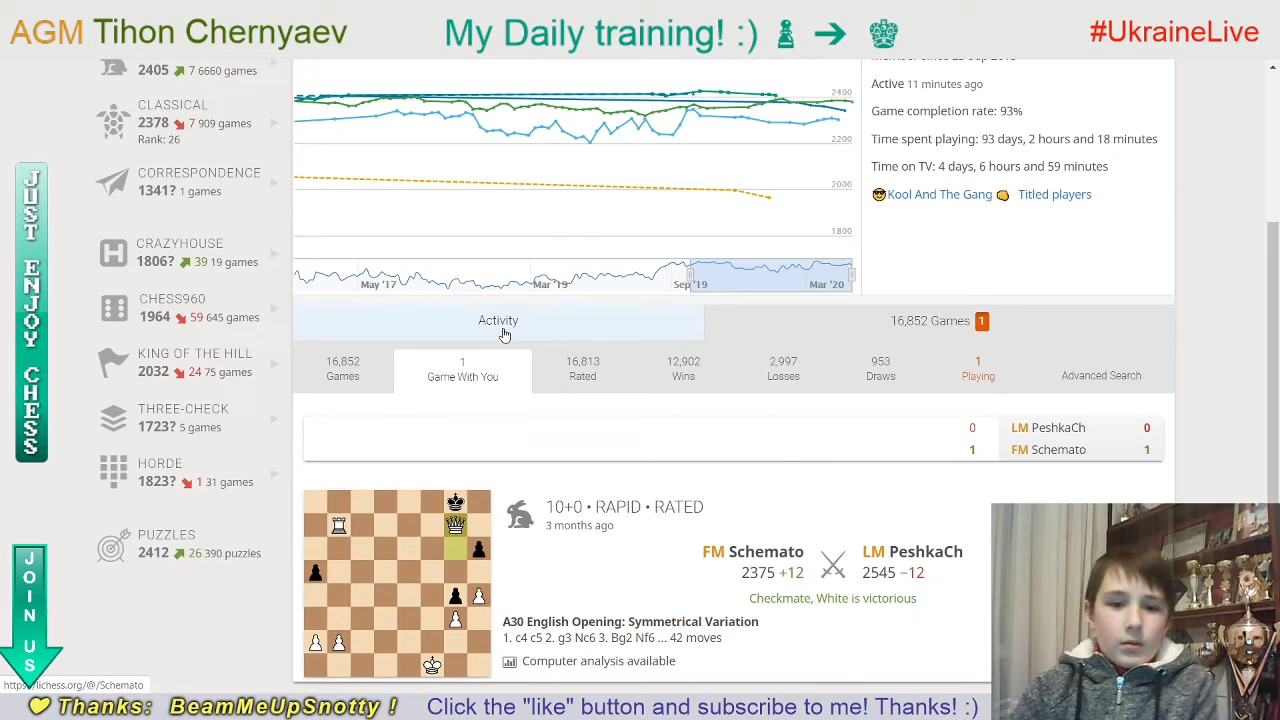 AGM Tihon Chernyaev
My Daily training! :)
#UkraineLive
JUST ENJOY CHESS
JOIN US
2405 7 6660 games
CLASSICAL
2378 7 909 games
Rank: 26
CORRESPONDENCE
1341? 1 games
CRAZYHOUSE
1806? 39 19 games
CHESS960
1964 59 645 games
KING OF THE HILL
2032 24 75 games
THREE-CHECK
1723? 5 games
HORDE
1823? 1 31 games
PUZZLES
2412 26 390 puzzles
2400
2200
2000
1800
May '17 Mar '19 Sep '19 Mar '20
Active 11 minutes ago
Game completion rate: 93%
Time spent playing: 93 days, 2 hours and 18 minutes
Time on TV: 4 days, 6 hours and 59 minutes
Kool And The Gang Titled players
Activity
16,852 Games 1
16,852 Games
1 Game With You
16,813 Rated
12,902 Wins
2,997 Losses
953 Draws
1 Playing
Advanced Search
0 LM PeshkaCh 0
1 FM Schemato 1
10+0 • RAPID • RATED
3 months ago
FM Schemato LM PeshkaCh
2375 +12 2545 −12
Checkmate, White is victorious
A30 English Opening: Symmetrical Variation
1. c4 c5 2. g3 Nc6 3. Bg2 Nf6 ... 42 moves
Computer analysis available
https://lichess.org/@/Schemato
Thanks: BeamMeUpSnotty !
Click the "like" button and subscribe to me! Thanks! :)